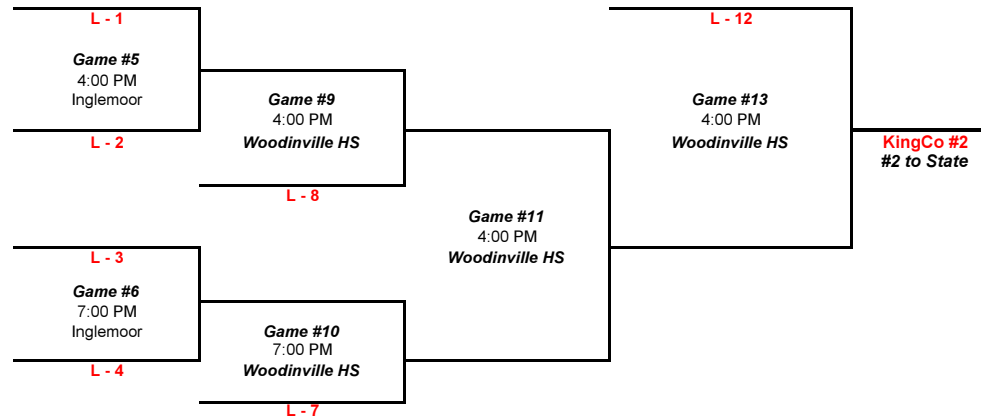 L - 1
Game #5
4:00 PM
Inglemoor
L - 2
Game #9
4:00 PM
Woodinville HS
L - 8
L - 3
Game #6
7:00 PM
Inglemoor
L - 4
Game #10
7:00 PM
Woodinville HS
L - 7
Game #11
4:00 PM
Woodinville HS
L - 12
Game #13
4:00 PM
Woodinville HS
KingCo #2
#2 to State